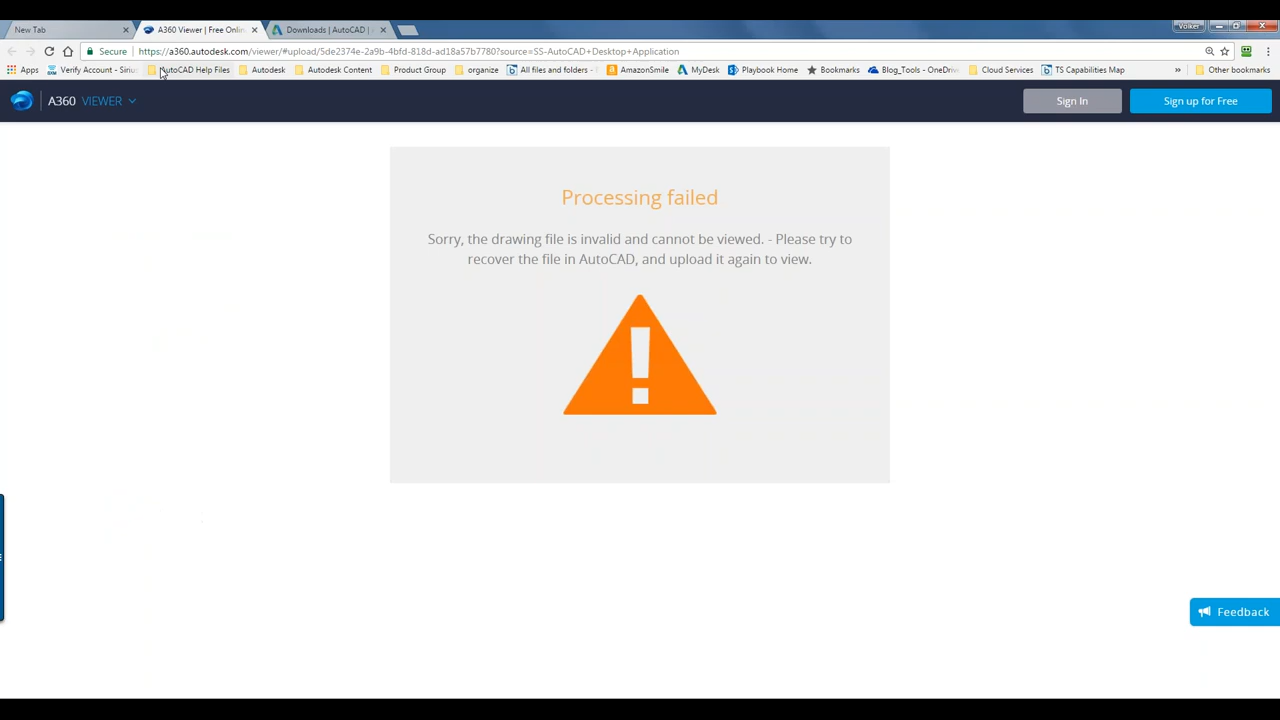 New Tab
A360 Viewer | Free Onlin
Downloads | AutoCAD |
Volker
Secure
https://a360.autodesk.com/viewer/#upload/5de2374e-2a9b-4bfd-818d-ad18a57b7780?source=SS-AutoCAD+Desktop+Application
Apps
Verify Account - Sirius
AutoCAD Help Files
Autodesk
Autodesk Content
Product Group
organize
All files and folders -
AmazonSmile
MyDesk
Playbook Home
Bookmarks
Blog_Tools - OneDriv
Cloud Services
TS Capabilities Map
»
Other bookmarks
A360 VIEWER
Sign In
Sign up for Free
Processing failed
Sorry, the drawing file is invalid and cannot be viewed. - Please try to
recover the file in AutoCAD, and upload it again to view.
Feedback